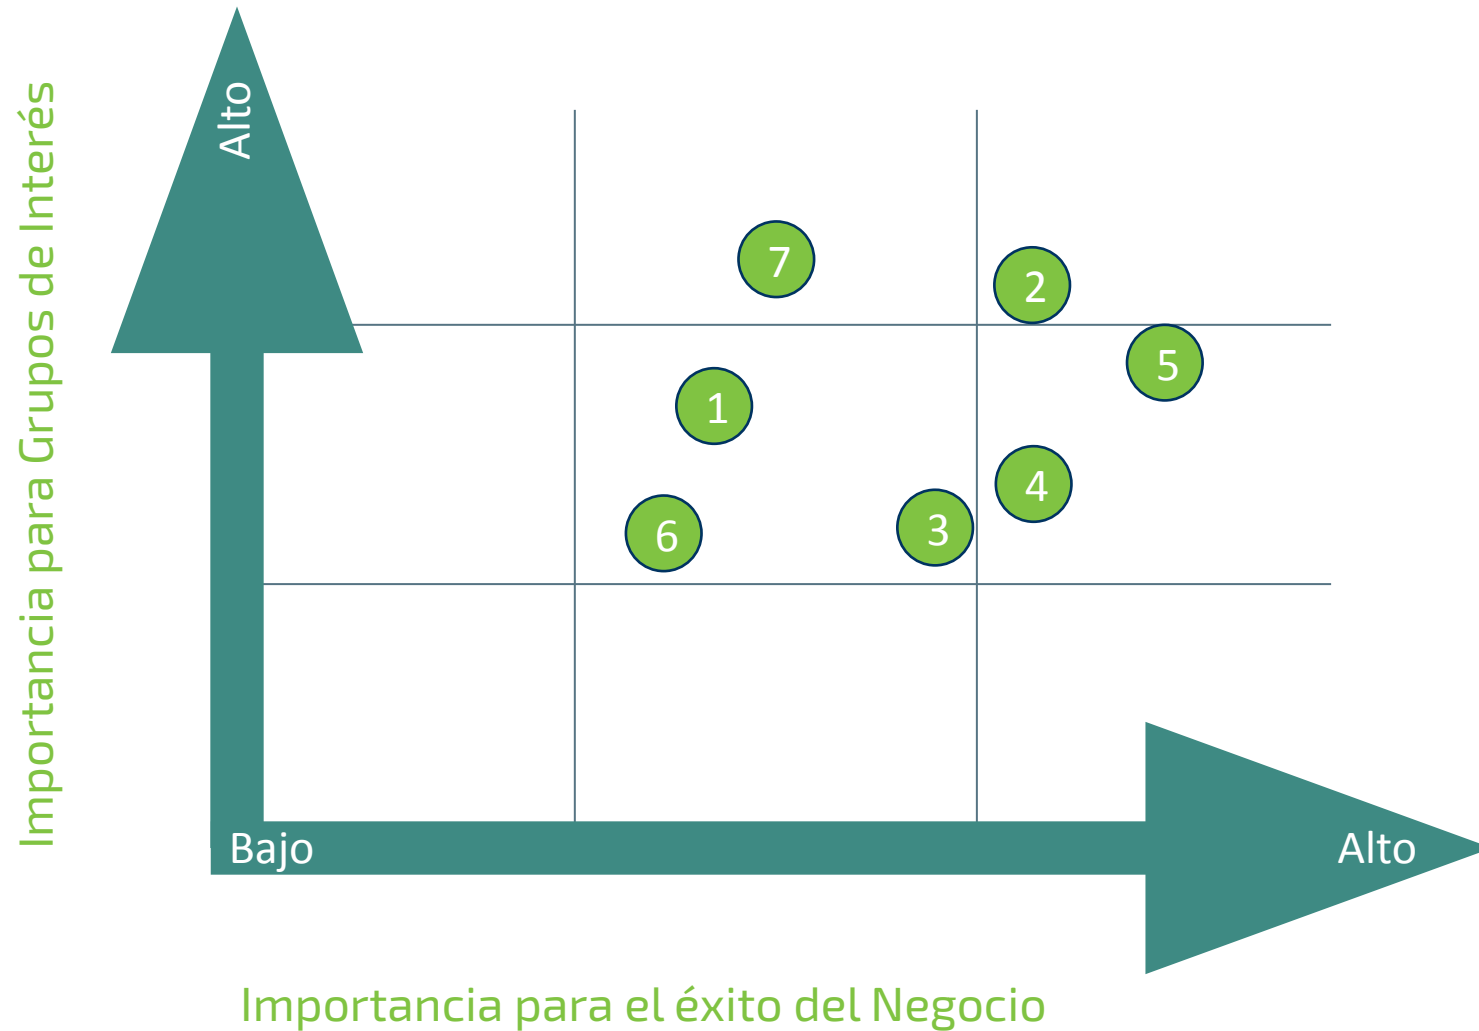 Importancia para Grupos de Interés
Alto
7
2
5
1
4
3
6
Bajo
Alto
Importancia para el éxito del Negocio